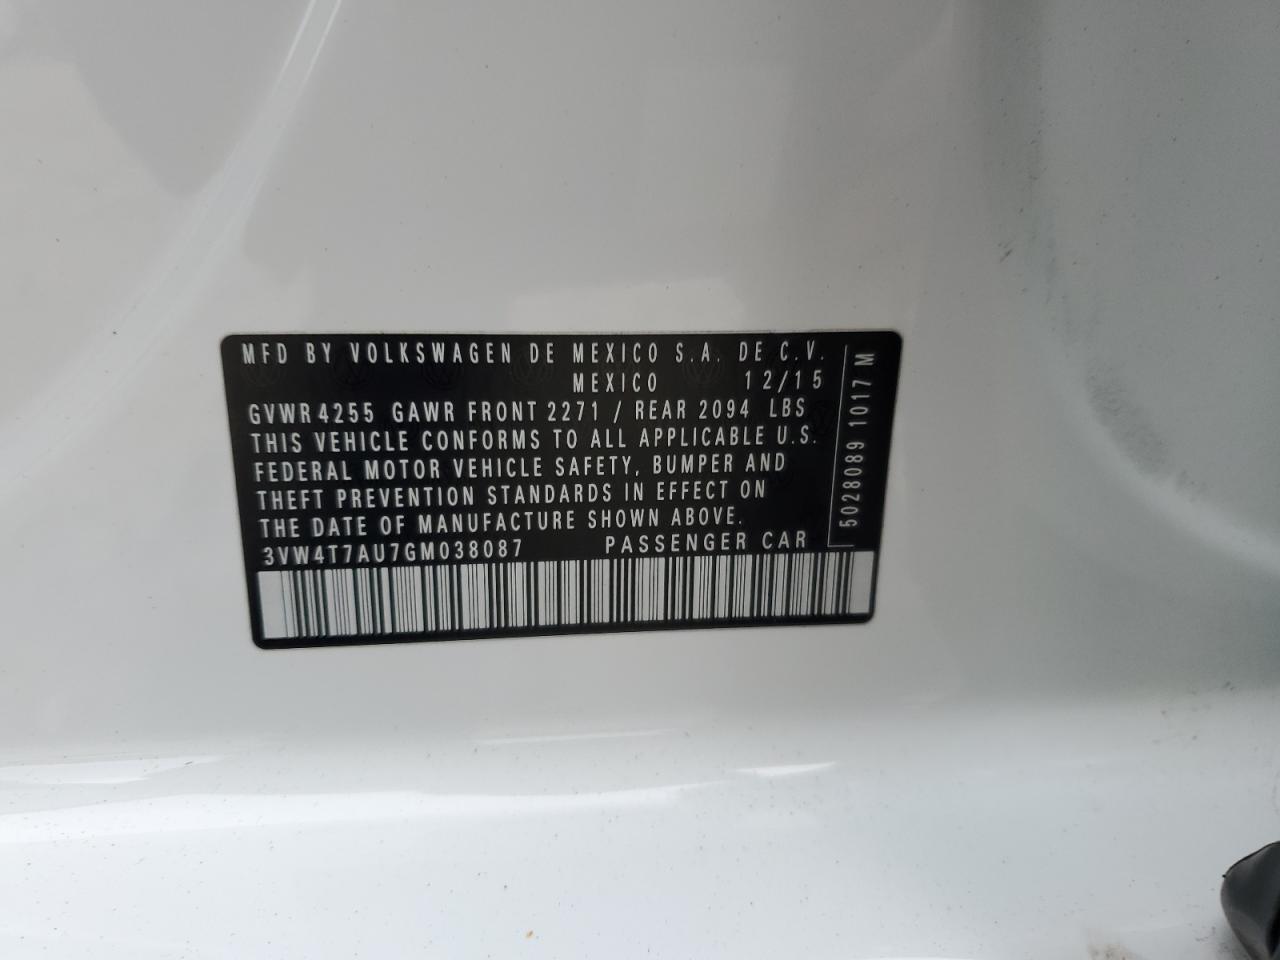 MFD BY VOLKSWAGEN DE MEXICO S.A. DE C.V.
MEXICO 12/15
GVWR 4255 GAWR FRONT 2271 / REAR 2094 LBS
THIS VEHICLE CONFORMS TO ALL APPLICABLE U.S.
FEDERAL MOTOR VEHICLE SAFETY, BUMPER AND
THEFT PREVENTION STANDARDS IN EFFECT ON
THE DATE OF MANUFACTURE SHOWN ABOVE.
3VW4T7AU7GM038087 PASSENGER CAR
5028089 1017 M